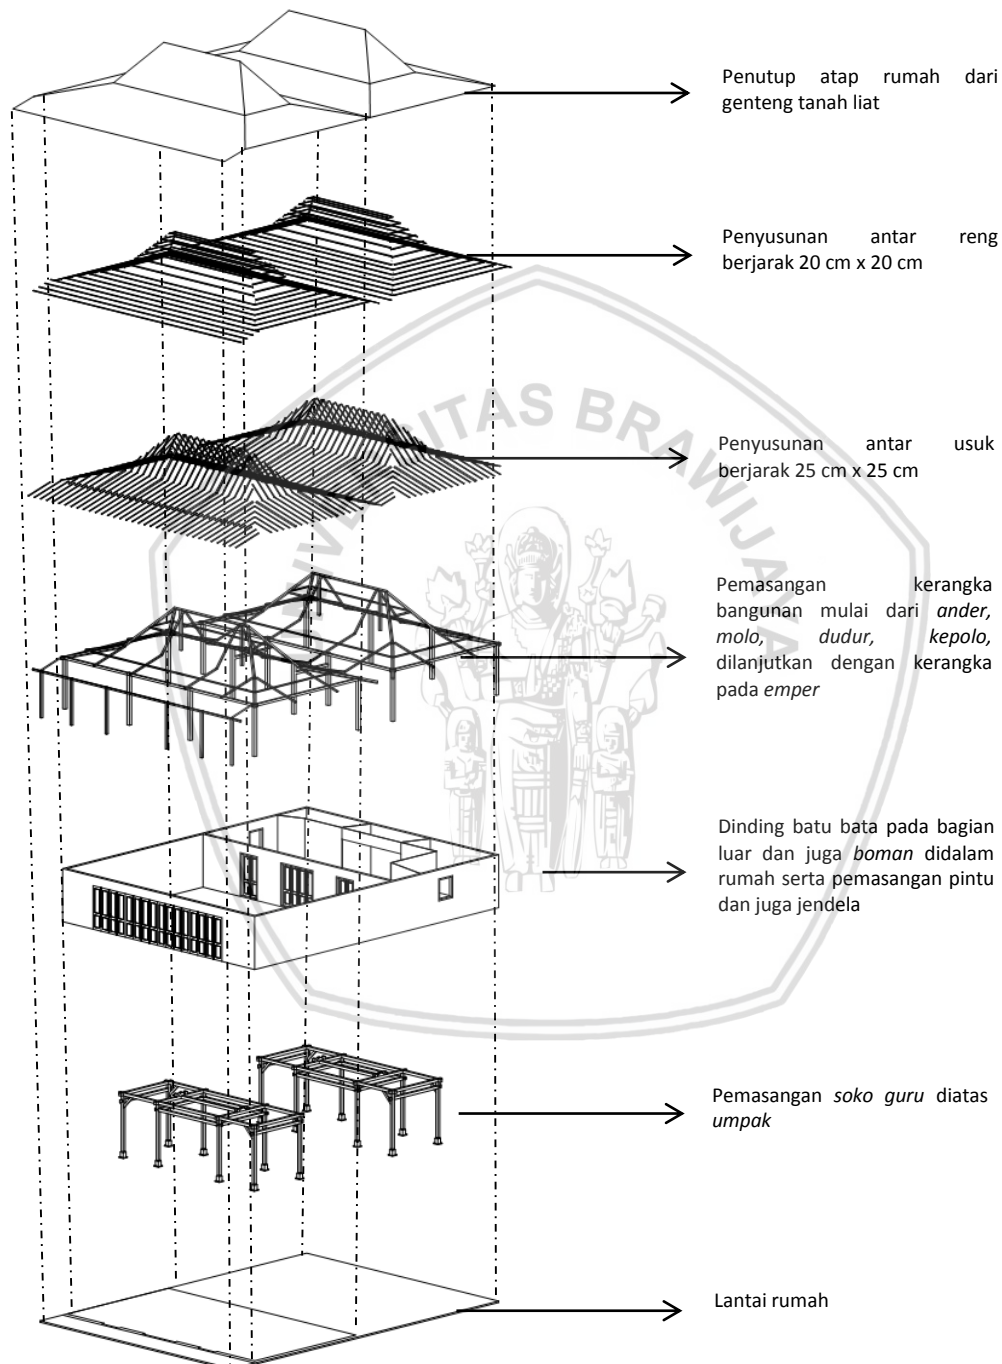 Penutup atap rumah dari
genteng tanah liat
Penyusunan antar reng
berjarak 20 cm x 20 cm
UNIVERSITAS BRAWIJAYA
Penyusunan antar usuk
berjarak 25 cm x 25 cm
Pemasangan kerangka
bangunan mulai dari ander,
molo, dudur, kepolo,
dilanjutkan dengan kerangka
pada emper
Dinding batu bata pada bagian
luar dan juga boman didalam
rumah serta pemasangan pintu
dan juga jendela
Pemasangan soko guru diatas
umpak
Lantai rumah